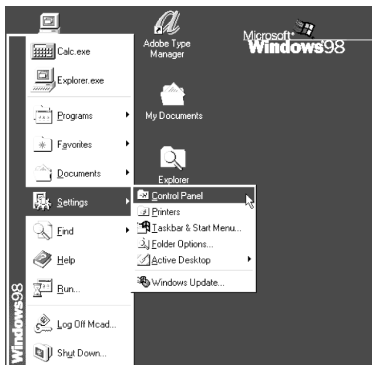 Calc.exe
Explorer.exe
Programs
Favorites
Documents
Settings
Find
Help
Run...
Log Off Mcad...
Shut Down...
Windows98
Adobe Type
Manager
My Documents
Explorer
Microsoft
Windows98
Control Panel
Printers
Taskbar & Start Menu...
Folder Options...
Active Desktop
Windows Update...